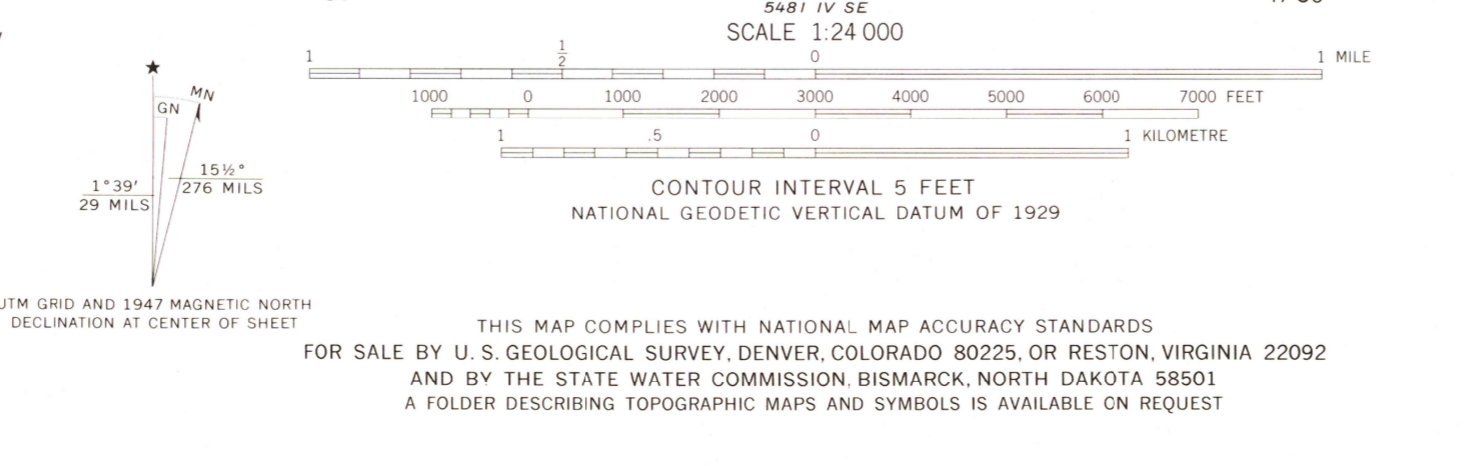 5481 IV SE
SCALE 1:24 000
1 1/2 0 1 MILE
1000 0 1000 2000 3000 4000 5000 6000 7000 FEET
1 .5 0 1 KILOMETRE
CONTOUR INTERVAL 5 FEET
NATIONAL GEODETIC VERTICAL DATUM OF 1929
★
GN
MN
1°39′
29 MILS
15½°
276 MILS
UTM GRID AND 1947 MAGNETIC NORTH
DECLINATION AT CENTER OF SHEET
THIS MAP COMPLIES WITH NATIONAL MAP ACCURACY STANDARDS
FOR SALE BY U. S. GEOLOGICAL SURVEY, DENVER, COLORADO 80225, OR RESTON, VIRGINIA 22092
AND BY THE STATE WATER COMMISSION, BISMARCK, NORTH DAKOTA 58501
A FOLDER DESCRIBING TOPOGRAPHIC MAPS AND SYMBOLS IS AVAILABLE ON REQUEST